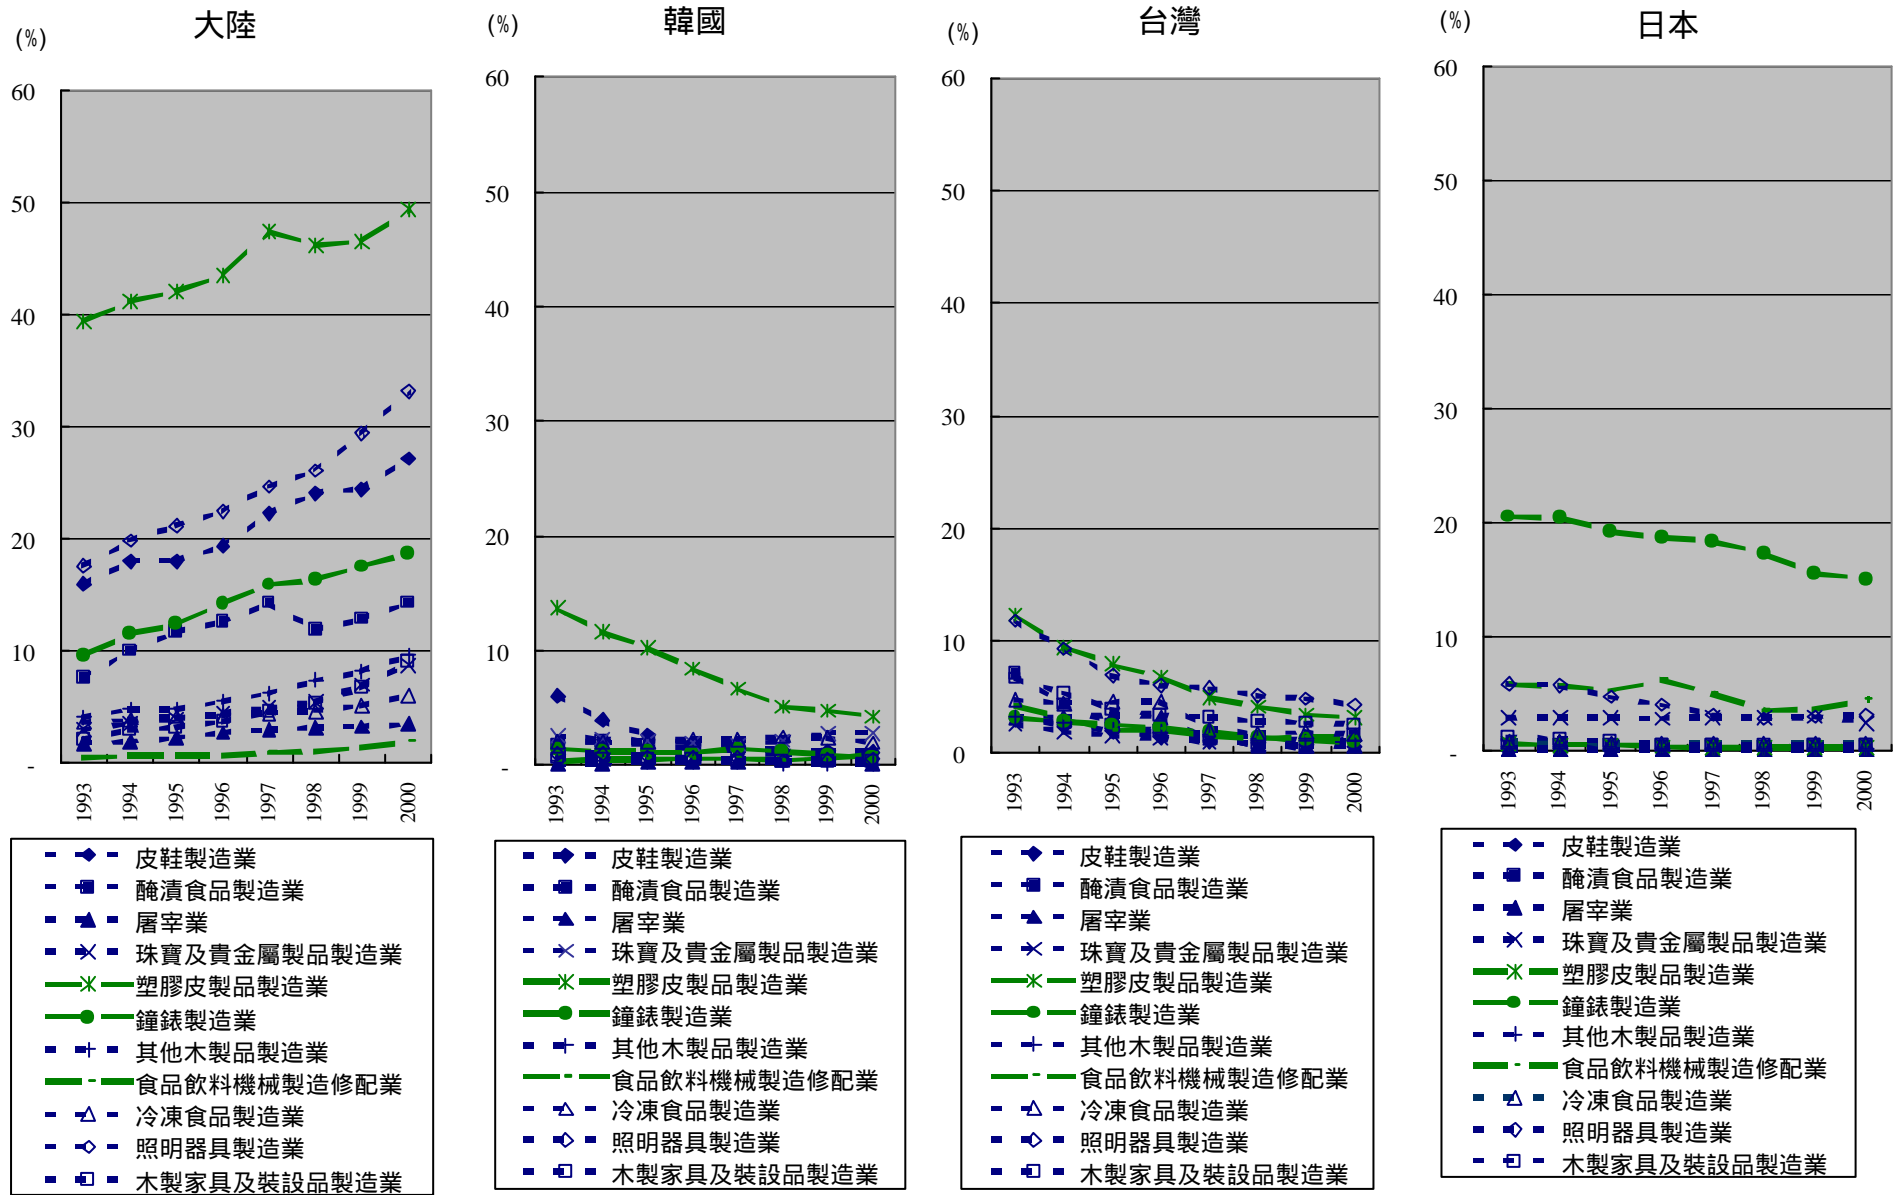 大陸
(%)
60
50
40
30
20
10
-
1993
1994
1995
1996
1997
1998
1999
2000
皮鞋製造業
醃漬食品製造業
屠宰業
珠寶及貴金屬製品製造業
塑膠皮製品製造業
鐘錶製造業
其他木製品製造業
食品飲料機械製造修配業
冷凍食品製造業
照明器具製造業
木製家具及裝設品製造業
韓國
(%)
60
50
40
30
20
10
-
1993
1994
1995
1996
1997
1998
1999
2000
皮鞋製造業
醃漬食品製造業
屠宰業
珠寶及貴金屬製品製造業
塑膠皮製品製造業
鐘錶製造業
其他木製品製造業
食品飲料機械製造修配業
冷凍食品製造業
照明器具製造業
木製家具及裝設品製造業
台灣
(%)
60
50
40
30
20
10
0
1993
1994
1995
1996
1997
1998
1999
2000
皮鞋製造業
醃漬食品製造業
屠宰業
珠寶及貴金屬製品製造業
塑膠皮製品製造業
鐘錶製造業
其他木製品製造業
食品飲料機械製造修配業
冷凍食品製造業
照明器具製造業
木製家具及裝設品製造業
日本
(%)
60
50
40
30
20
10
-
1993
1994
1995
1996
1997
1998
1999
2000
皮鞋製造業
醃漬食品製造業
屠宰業
珠寶及貴金屬製品製造業
塑膠皮製品製造業
鐘錶製造業
其他木製品製造業
食品飲料機械製造修配業
冷凍食品製造業
照明器具製造業
木製家具及裝設品製造業